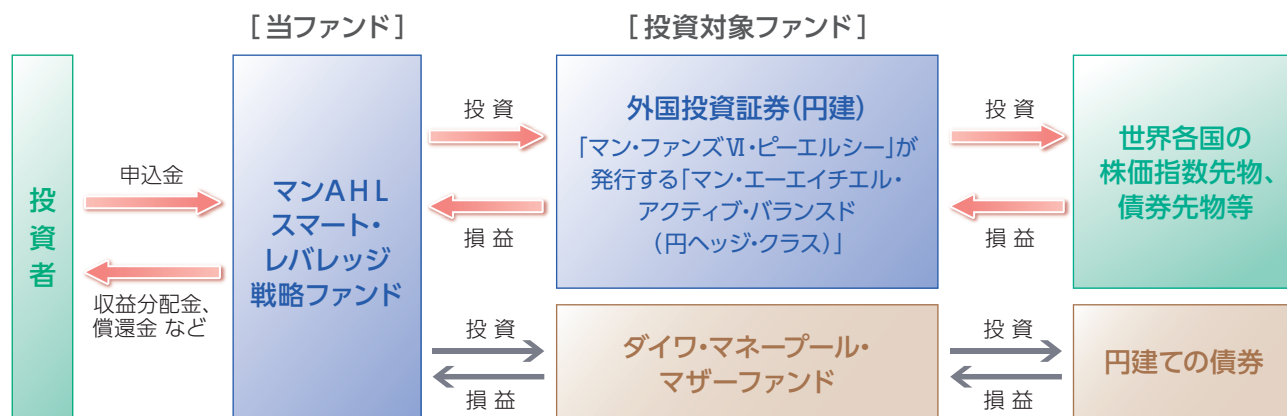 [当ファンド]
[投資対象ファンド]
投資者
申込金
収益分配金、
償還金 など
マンAHL
スマート・
レバレッジ
戦略ファンド
投 資
損 益
外国投資証券(円建)
「マン・ファンズⅥ・ピーエルシー」が
発行する「マン・エーエイチエル・
アクティブ・バランスド
(円ヘッジ・クラス)」
投 資
損 益
世界各国の
株価指数先物、
債券先物等
投 資
損 益
ダイワ・マネープール・
マザーファンド
投 資
損 益
円建ての債券